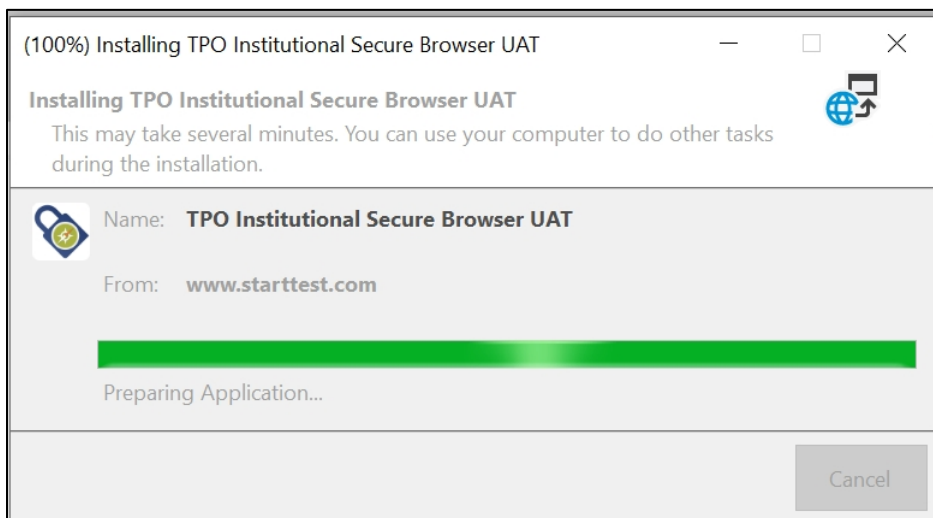 (100%) Installing TPO Institutional Secure Browser UAT
Installing TPO Institutional Secure Browser UAT
This may take several minutes. You can use your computer to do other tasks
during the installation.
Name: TPO Institutional Secure Browser UAT
From: www.starttest.com
Preparing Application...
Cancel